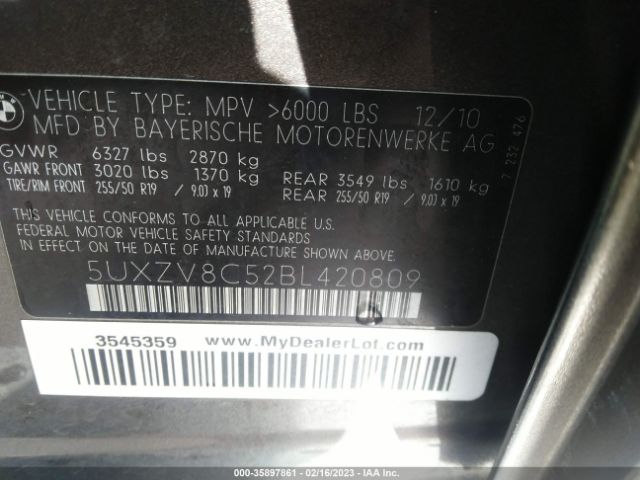 VEHICLE TYPE: MPV >6000 LBS 12/10
MFD BY BAYERISCHE MOTORENWERKE AG
GVWR 6327 lbs 2870 kg
GAWR FRONT 3020 lbs 1370 kg REAR 3549 lbs 1610 kg
TIRE/RIM FRONT 255/50 R19 / 9.0J x 19 REAR 255/50 R19 / 9.0J x 19
THIS VEHICLE CONFORMS TO ALL APPLICABLE U.S.
FEDERAL MOTOR VEHICLE SAFETY STANDARDS
IN EFFECT ON THE DATE OF MANUFACTURE SHOWN ABOVE.
5UXZV8C52BL420809
7 232 476
3545359 www.MyDealerLot.com
000-35897861 - 02/16/2023 - IAA Inc.